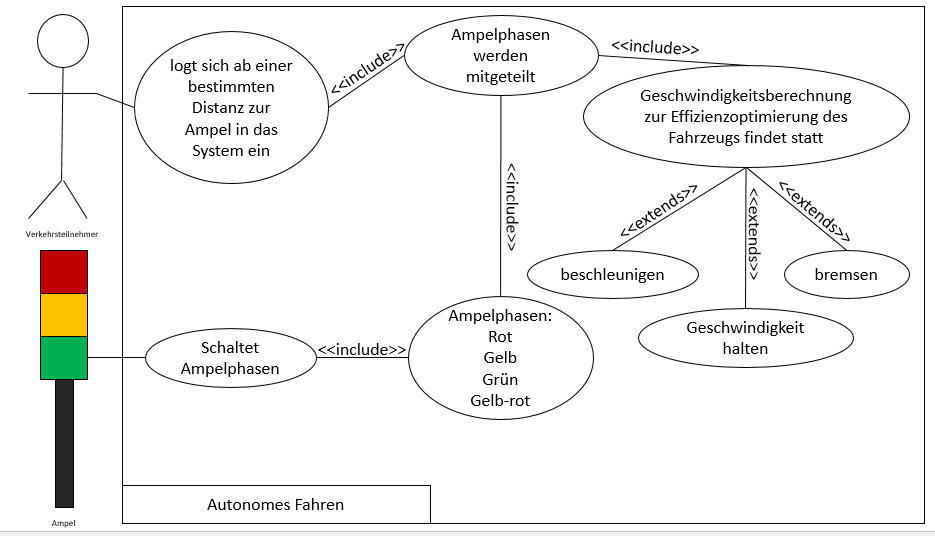 logt sich ab einer
bestimmten
Distanz zur
Ampel in das
System ein
<<include>>
Ampelphasen
werden
mitgeteilt
<<include>>
Geschwindigkeitsberechnung
zur Effizienzoptimierung des
Fahrzeugs findet statt
<<include>>
<<extends>>
<<extends>>
<<extends>>
beschleunigen
bremsen
Geschwindigkeit
halten
Verkehrsteilnehmer
Schaltet
Ampelphasen
<<include>>
Ampelphasen:
Rot
Gelb
Grün
Gelb-rot
Autonomes Fahren
Ampel